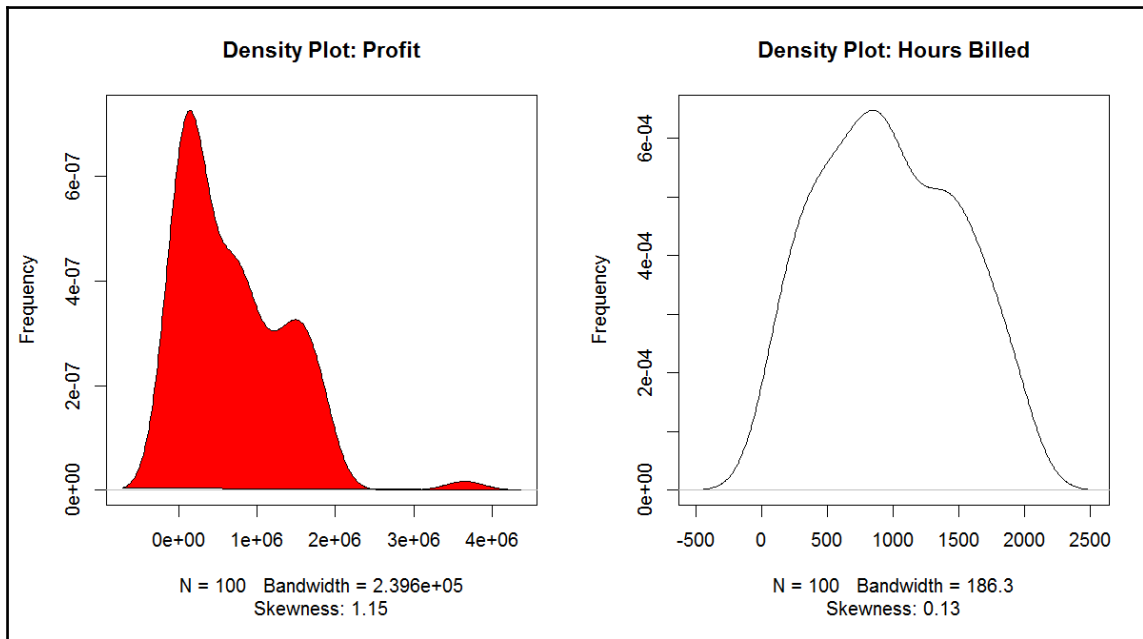 Density Plot: Profit
Frequency
0e+00
2e-07
4e-07
6e-07
0e+00 1e+06 2e+06 3e+06 4e+06
N = 100 Bandwidth = 2.396e+05
Skewness: 1.15
Density Plot: Hours Billed
Frequency
0e+00
2e-04
4e-04
6e-04
-500 0 500 1000 1500 2000 2500
N = 100 Bandwidth = 186.3
Skewness: 0.13